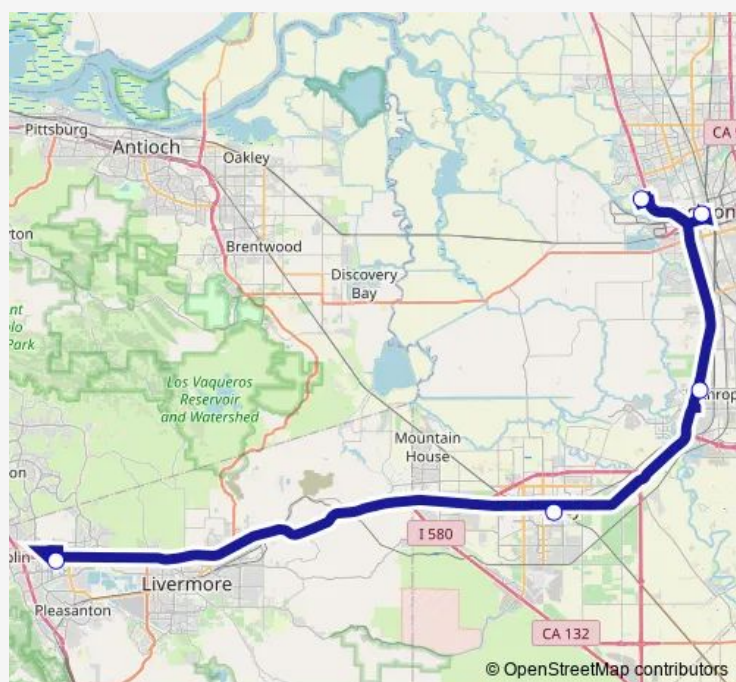 Pittsburg
Antioch
Oakley
CA
Brentwood
Discovery
Bay
Park
Los Vaqueros
Reservoir
and Watershed
Mountain
House
I 580
Livermore
Pleasanton
CA 132
© OpenStreetMap contributors